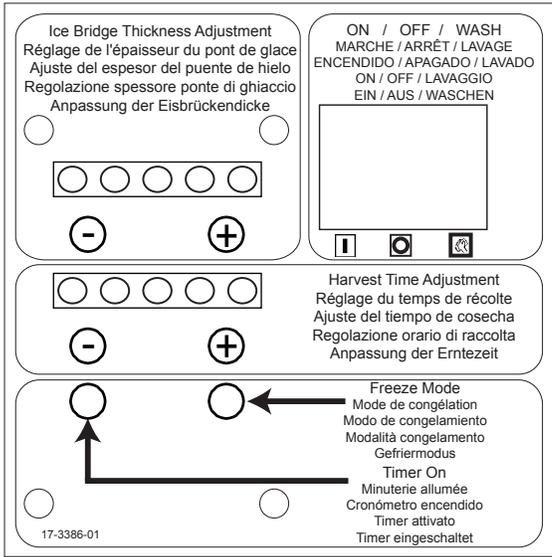 Ice Bridge Thickness Adjustment
Réglage de l'épaisseur du pont de glace
Ajuste del espesor del puente de hielo
Regolazione spessore ponte di ghiaccio
Anpassung der Eisbrückendicke
- +
ON / OFF / WASH
MARCHE / ARRÊT / LAVAGE
ENCENDIDO / APAGADO / LAVADO
ON / OFF / LAVAGGIO
EIN / AUS / WASCHEN
I O
Harvest Time Adjustment
Réglage du temps de récolte
Ajuste del tiempo de cosecha
Regolazione orario di raccolta
Anpassung der Erntezeit
- +
Freeze Mode
Mode de congélation
Modo de congelamiento
Modalità congelamento
Gefriermodus
Timer On
Minuterie allumée
Cronómetro encendido
Timer attivato
Timer eingeschaltet
17-3386-01